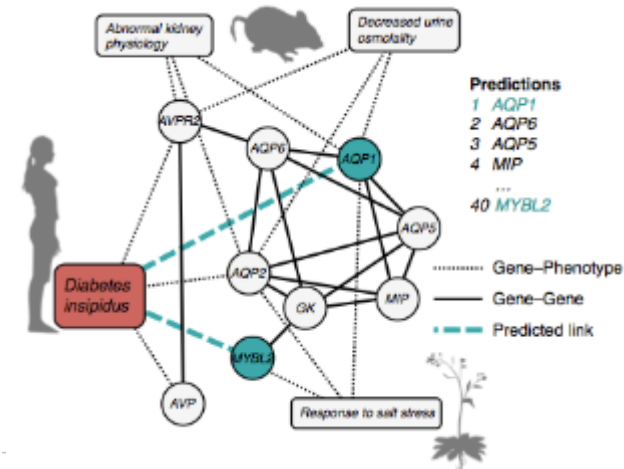 Abnormal kidney
physiology
Decreased urine
osmolality
Predictions
1 AQP1
2 AQP6
3 AQP5
4 MIP
...
40 MYBL2
AVPR2
AQP6
AQP1
AQP5
AQP2
GK
MIP
Diabetes
insipidus
MYBL2
AVP
Response to salt stress
Gene–Phenotype
Gene–Gene
Predicted link